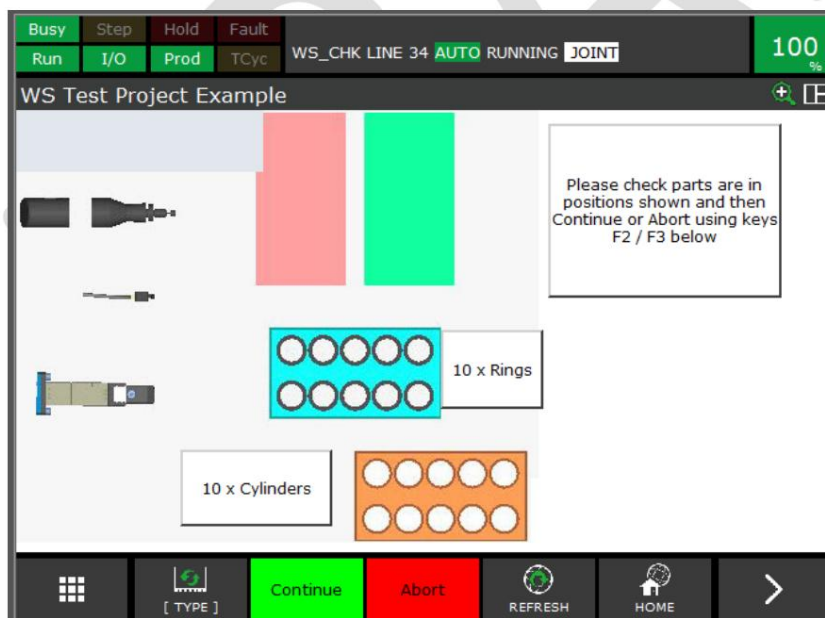 Busy Step Hold Fault
Run I/O Prod TCyc
WS_CHK LINE 34 AUTO RUNNING JOINT
100
%
WS Test Project Example
Please check parts are in
positions shown and then
Continue or Abort using keys
F2 / F3 below
10 x Rings
10 x Cylinders
[ TYPE ]
Continue
Abort
REFRESH
HOME